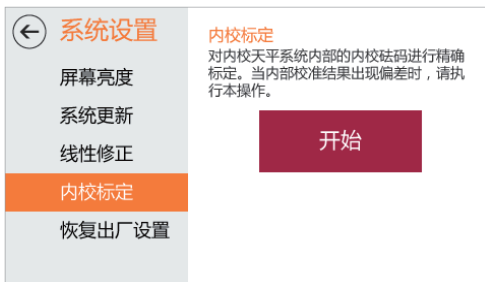 系统设置
屏幕亮度
系统更新
线性修正
内校标定
恢复出厂设置
内校标定
对内校天平系统内部的内校砝码进行精确
标定。当内部校准结果出现偏差时，请执
行本操作。
开始